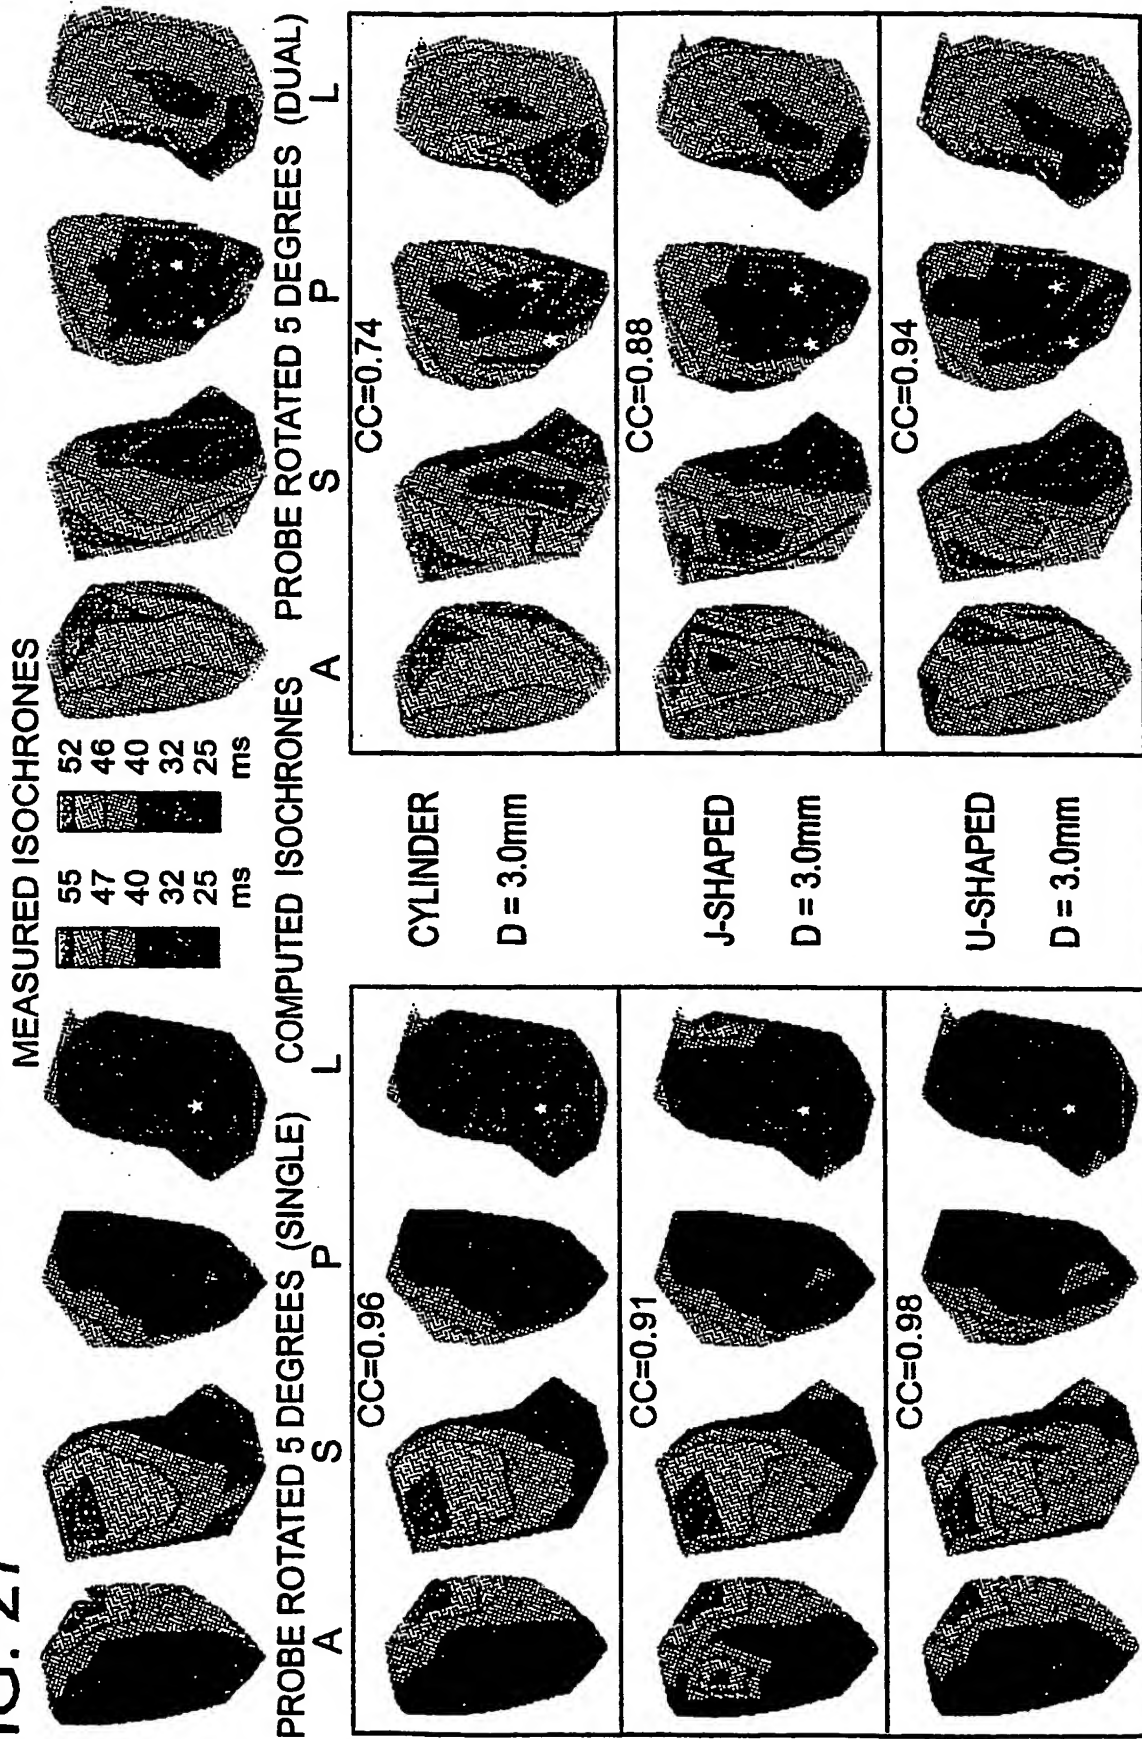 MEASURED ISOCHRONES
55 52
47 46
40 40
32 32
25 25
ms ms
PROBE ROTATED 5 DEGREES (SINGLE) COMPUTED ISOCHRONES PROBE ROTATED 5 DEGREES (DUAL)
A S P L A S P L
CC=0.96 CYLINDER CC=0.74
D = 3.0mm
CC=0.91 J-SHAPED CC=0.88
D = 3.0mm
CC=0.98 U-SHAPED CC=0.94
D = 3.0mm